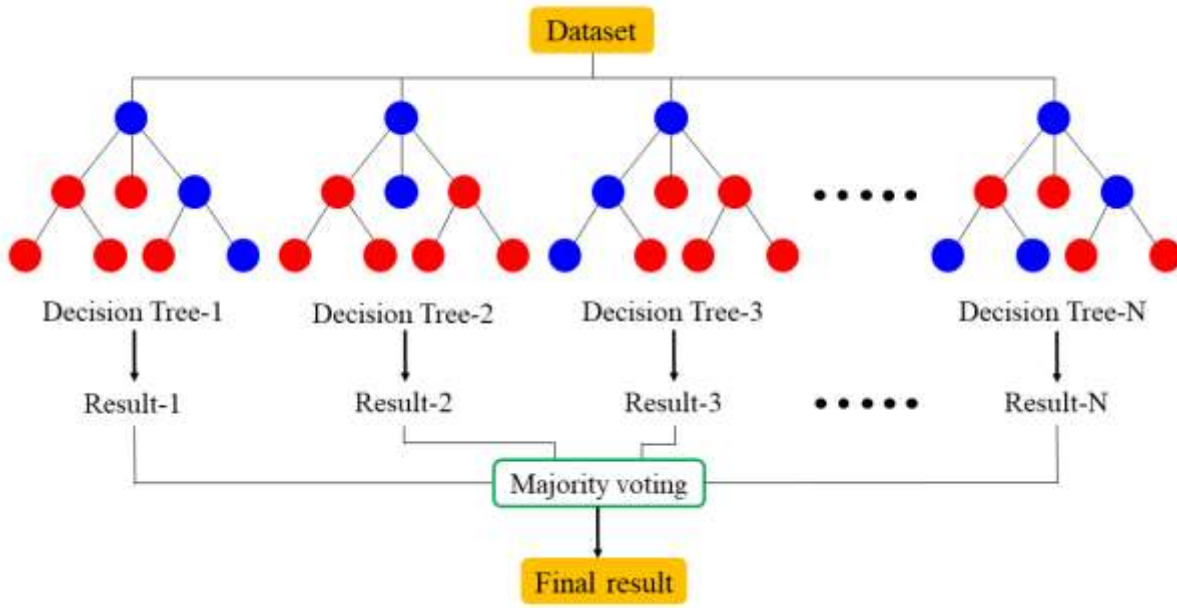 Dataset
Decision Tree-1
Decision Tree-2
Decision Tree-3
Decision Tree-N
Result-1
Result-2
Result-3
Result-N
Majority voting
Final result